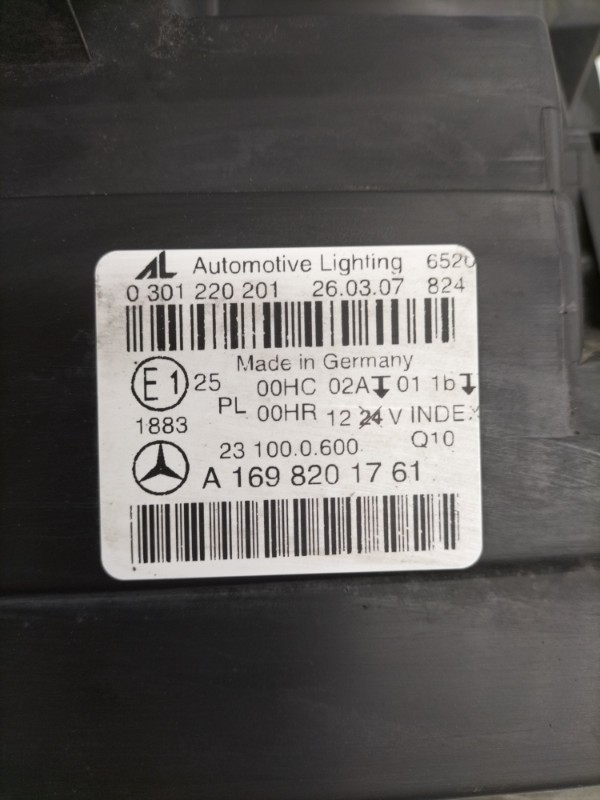 AL Automotive Lighting 6520
0 301 220 201 26.03.07 824
Made in Germany
E1 25 00HC 02A 01 1b
PL 00HR 12 24 V INDEX
1883 Q10
23 100.0.600
A 169 820 17 61